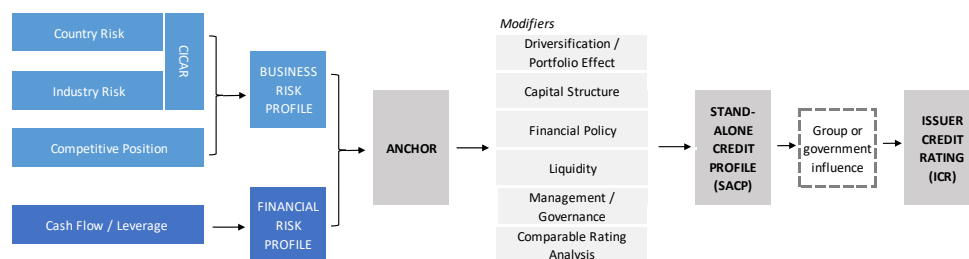 Country Risk
Industry Risk
CICAR
Competitive Position
Cash Flow / Leverage
BUSINESS
RISK
PROFILE
FINANCIAL
RISK
PROFILE
ANCHOR
Modifiers
Driversification /
Portfolio Effect
Capital Structure
Financial Policy
Liquidity
Management /
Governance
Comparable Rating
Analysis
STAND-
ALONE
CREDIT
PROFILE
(SACP)
Group or
government
influence
ISSUER
CREDIT
RATING
(ICR)